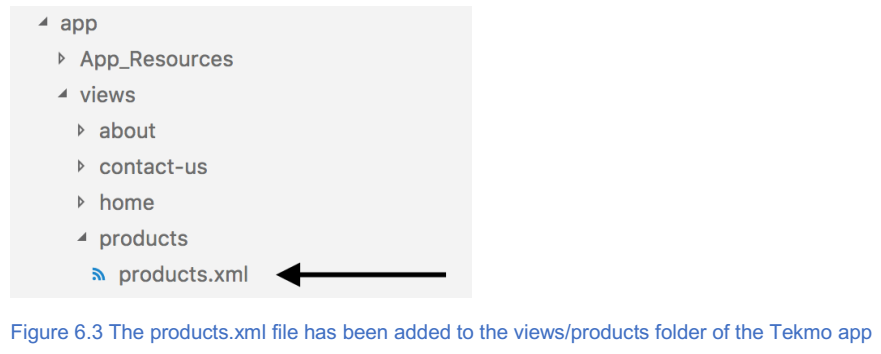 app
App_Resources
views
about
contact-us
home
products
products.xml
Figure 6.3 The products.xml file has been added to the views/products folder of the Tekmo app